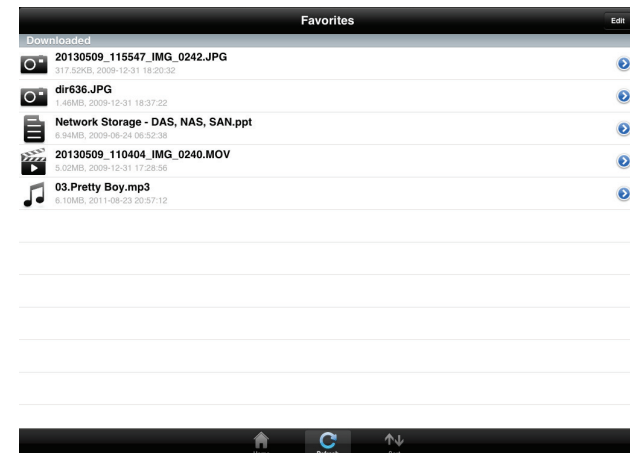 Favorites
Edit
Downloaded
20130509_115547_IMG_0242.JPG
317.52KB, 2009-12-31 18:20:32
dir636.JPG
1.46MB, 2009-12-31 18:37:22
Network Storage - DAS, NAS, SAN.ppt
6.94MB, 2009-06-24 06:52:38
20130509_110404_IMG_0240.MOV
5.02MB, 2009-12-31 17:28:56
03.Pretty Boy.mp3
6.10MB, 2011-08-23 20:57:12